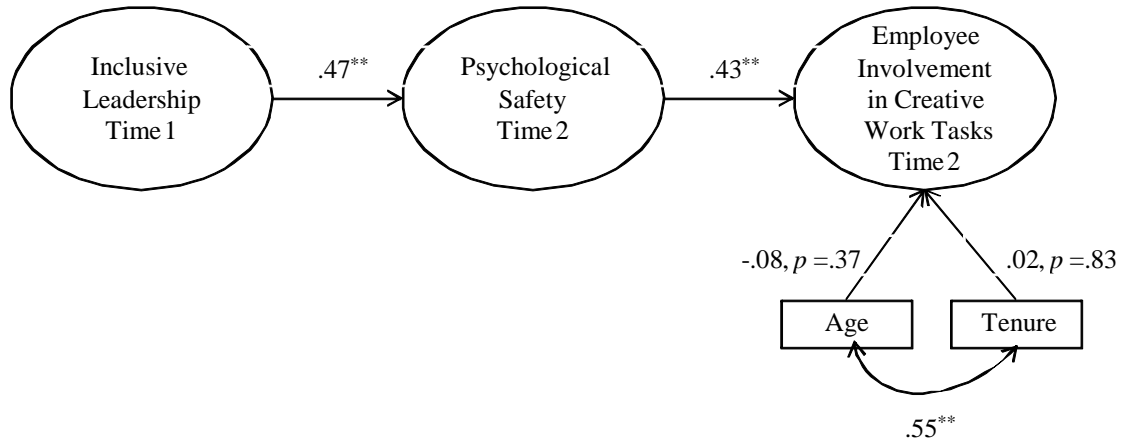 Inclusive
Leadership
Time 1
.47**
Psychological
Safety
Time 2
.43**
Employee
Involvement
in Creative
Work Tasks
Time 2
-.08, p =.37
.02, p =.83
Age
Tenure
.55**